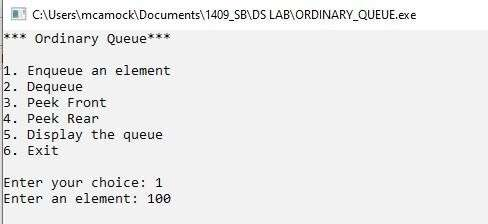 C:\Users\mcamock\Documents\1409_SB\DS LAB\ORDINARY_QUEUE.exe
*** Ordinary Queue***
1. Enqueue an element
2. Dequeue
3. Peek Front
4. Peek Rear
5. Display the queue
6. Exit
Enter your choice: 1
Enter an element: 100